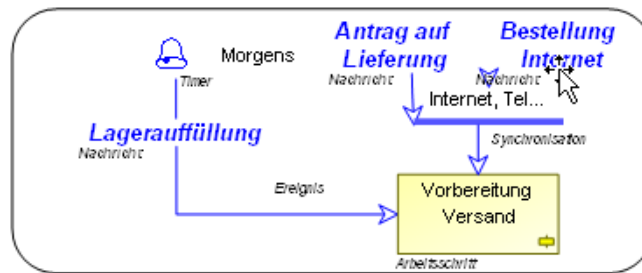 Antrag auf
Lieferung
Nachricht
Bestellung
Internet
Nachricht
Morgens
Timer
Internet, Tel...
Lagerauffüllung
Nachricht
Synchronisation
Ereignis
Vorbereitung
Versand
Arbeitsschritt